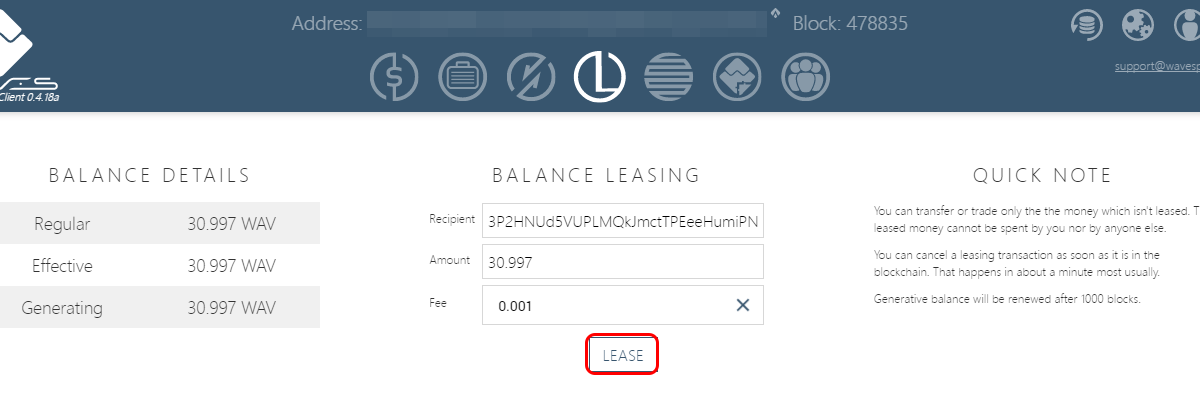 Address:
Block: 478835
Client 0.4.18a
support@wavesp
BALANCE DETAILS
Regular 30.997 WAV
Effective 30.997 WAV
Generating 30.997 WAV
BALANCE LEASING
Recipient 3P2HNUd5VUPLMQkJmctTPEeeHumiPN
Amount 30.997
Fee 0.001
LEASE
QUICK NOTE
You can transfer or trade only the the money which isn't leased. T
leased money cannot be spent by you nor by anyone else.
You can cancel a leasing transaction as soon as it is in the
blockchain. That happens in about a minute most usually.
Generative balance will be renewed after 1000 blocks.